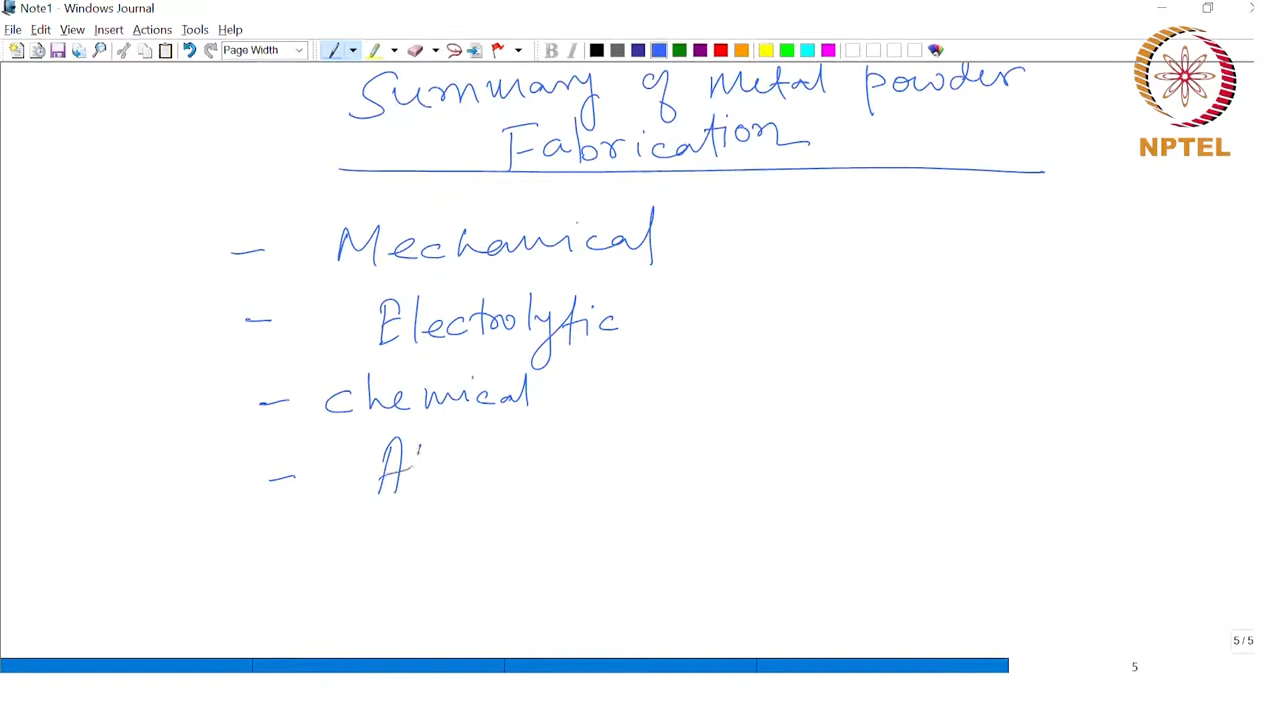 Note1 - Windows Journal
File Edit View Insert Actions Tools Help
Page Width
B I
NPTEL
Summary of Metal powder
Fabrication
- Mechanical
- Electrolytic
- chemical
- A
5 / 5
5